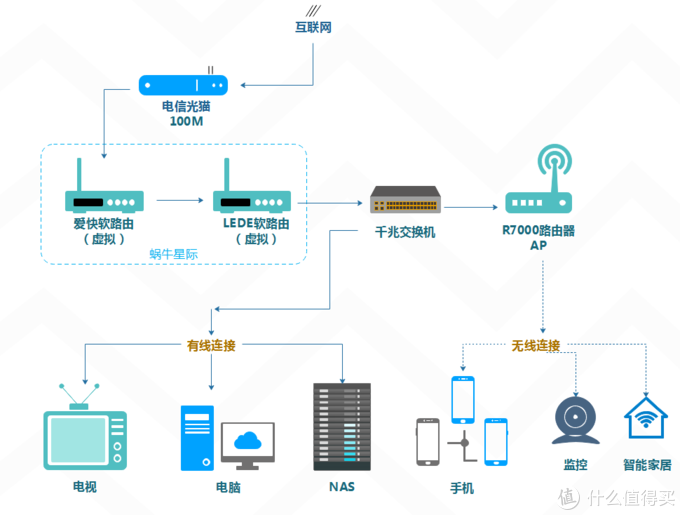 互联网
电信光猫
100M
爱快软路由
（虚拟）
LEDE软路由
（虚拟）
千兆交换机
R7000路由器
AP
蜗牛星际
有线连接
无线连接
电视
电脑
NAS
手机
监控
智能家居
值 什么值得买